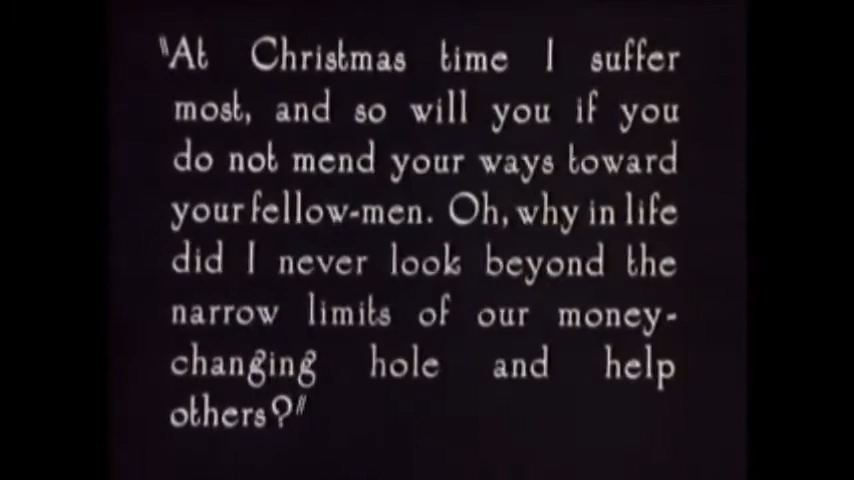 "At Christmas time I suffer
most, and so will you if you
do not mend your ways toward
your fellow-men. Oh, why in life
did I never look beyond the
narrow limits of our money-
changing hole and help
others?"